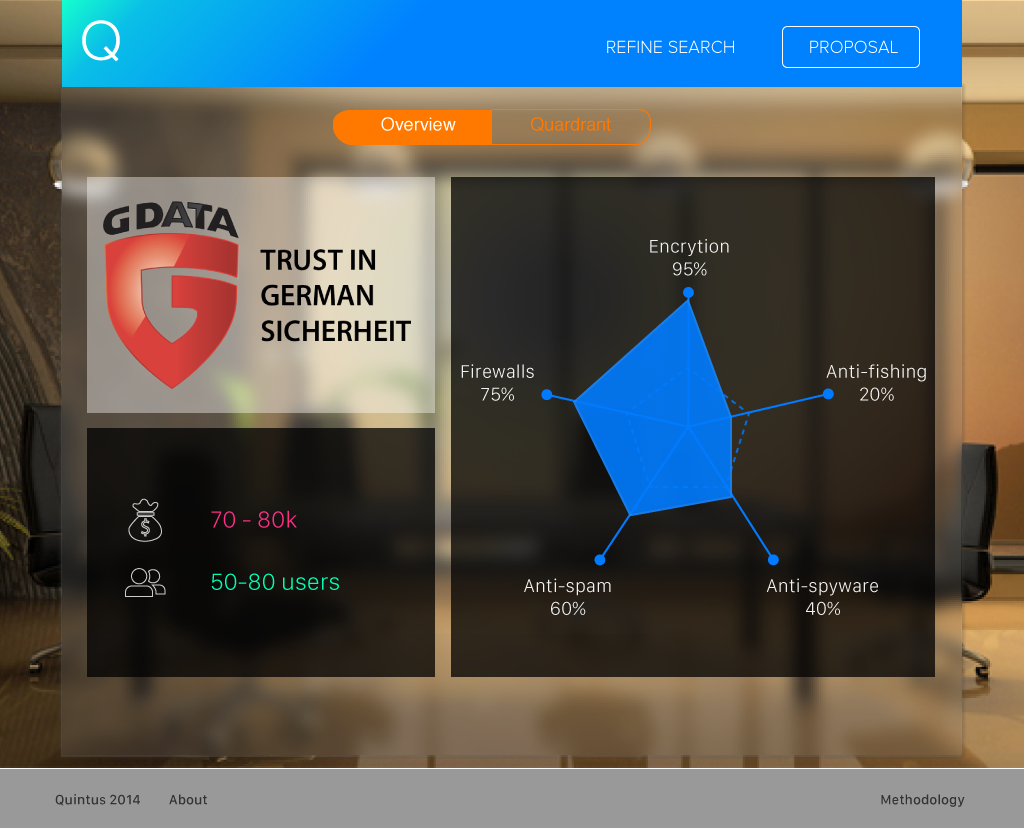 Q
REFINE SEARCH
PROPOSAL
Overview
Quardrant
G DATA
TRUST IN
GERMAN
SICHERHEIT
Encrytion
95%
Firewalls
75%
Anti-fishing
20%
Anti-spam
60%
Anti-spyware
40%
$
70 - 80k
50-80 users
Quintus 2014
About
Methodology